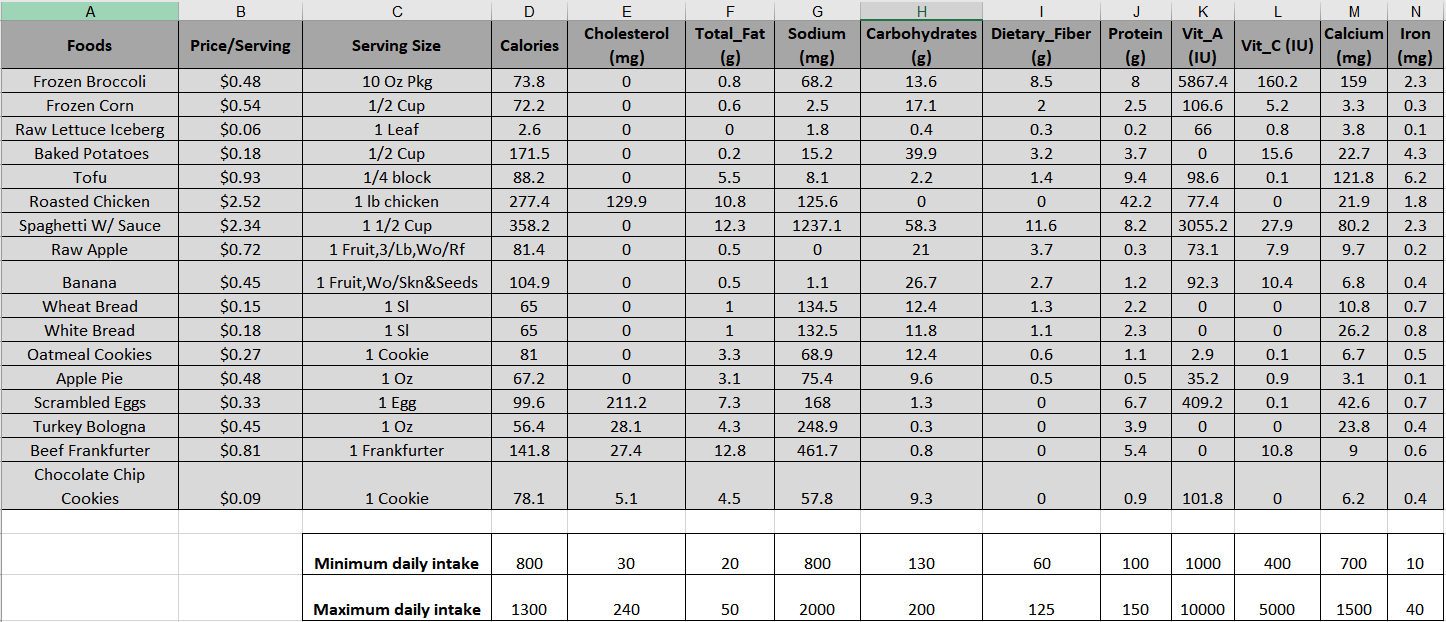 A B C D E F G H I J K L M N
Foods Price/Serving Serving Size Calories Cholesterol (mg) Total_Fat (g) Sodium (mg) Carbohydrates (g) Dietary_Fiber (g) Protein (g) Vit_A (IU) Vit_C (IU) Calcium (mg) Iron (mg)
Frozen Broccoli $0.48 10 Oz Pkg 73.8 0 0.8 68.2 13.6 8.5 8 5867.4 160.2 159 2.3
Frozen Corn $0.54 1/2 Cup 72.2 0 0.6 2.5 17.1 2 2.5 106.6 5.2 3.3 0.3
Raw Lettuce Iceberg $0.06 1 Leaf 2.6 0 0 1.8 0.4 0.3 0.2 66 0.8 3.8 0.1
Baked Potatoes $0.18 1/2 Cup 171.5 0 0.2 15.2 39.9 3.2 3.7 0 15.6 22.7 4.3
Tofu $0.93 1/4 block 88.2 0 5.5 8.1 2.2 1.4 9.4 98.6 0.1 121.8 6.2
Roasted Chicken $2.52 1 lb chicken 277.4 129.9 10.8 125.6 0 0 42.2 77.4 0 21.9 1.8
Spaghetti W/ Sauce $2.34 1 1/2 Cup 358.2 0 12.3 1237.1 58.3 11.6 8.2 3055.2 27.9 80.2 2.3
Raw Apple $0.72 1 Fruit,3/Lb,Wo/Rf 81.4 0 0.5 0 21 3.7 0.3 73.1 7.9 9.7 0.2
Banana $0.45 1 Fruit,Wo/Skn&Seeds 104.9 0 0.5 1.1 26.7 2.7 1.2 92.3 10.4 6.8 0.4
Wheat Bread $0.15 1 Sl 65 0 1 134.5 12.4 1.3 2.2 0 0 10.8 0.7
White Bread $0.18 1 Sl 65 0 1 132.5 11.8 1.1 2.3 0 0 26.2 0.8
Oatmeal Cookies $0.27 1 Cookie 81 0 3.3 68.9 12.4 0.6 1.1 2.9 0.1 6.7 0.5
Apple Pie $0.48 1 Oz 67.2 0 3.1 75.4 9.6 0.5 0.5 35.2 0.9 3.1 0.1
Scrambled Eggs $0.33 1 Egg 99.6 211.2 7.3 168 1.3 0 6.7 409.2 0.1 42.6 0.7
Turkey Bologna $0.45 1 Oz 56.4 28.1 4.3 248.9 0.3 0 3.9 0 0 23.8 0.4
Beef Frankfurter $0.81 1 Frankfurter 141.8 27.4 12.8 461.7 0.8 0 5.4 0 10.8 9 0.6
Chocolate Chip
Cookies $0.09 1 Cookie 78.1 5.1 4.5 57.8 9.3 0 0.9 101.8 0 6.2 0.4
Minimum daily intake 800 30 20 800 130 60 100 1000 400 700 10
Maximum daily intake 1300 240 50 2000 200 125 150 10000 5000 1500 40